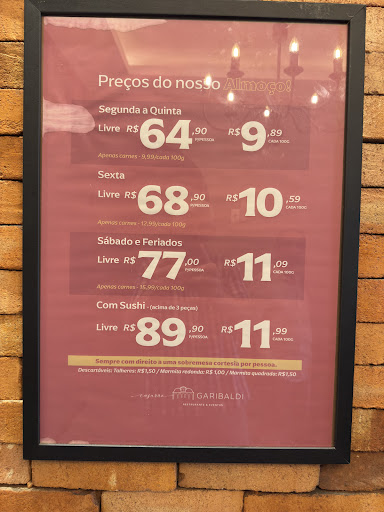 Preços do nosso Almoço!
Segunda a Quinta
Livre R$ 64,90 P/PESSOA R$ 9,89 CADA 100G
Apenas carnes - 9,99/cada 100g
Sexta
Livre R$ 68,90 P/PESSOA R$ 10,59 CADA 100G
Apenas carnes - 12,99/cada 100g
Sábado e Feriados
Livre R$ 77,00 P/PESSOA R$ 11,09 CADA 100G
Apenas carnes - 15,99/cada 100g
Com Sushi - (acima de 3 peças)
Livre R$ 89,90 P/PESSOA R$ 11,99 CADA 100G
Sempre com direito a uma sobremesa cortesia por pessoa.
Descartáveis: Talheres: R$1,50 / Marmita redonda: R$ 1,00 / Marmita quadrada: R$1,50
GARIBALDI